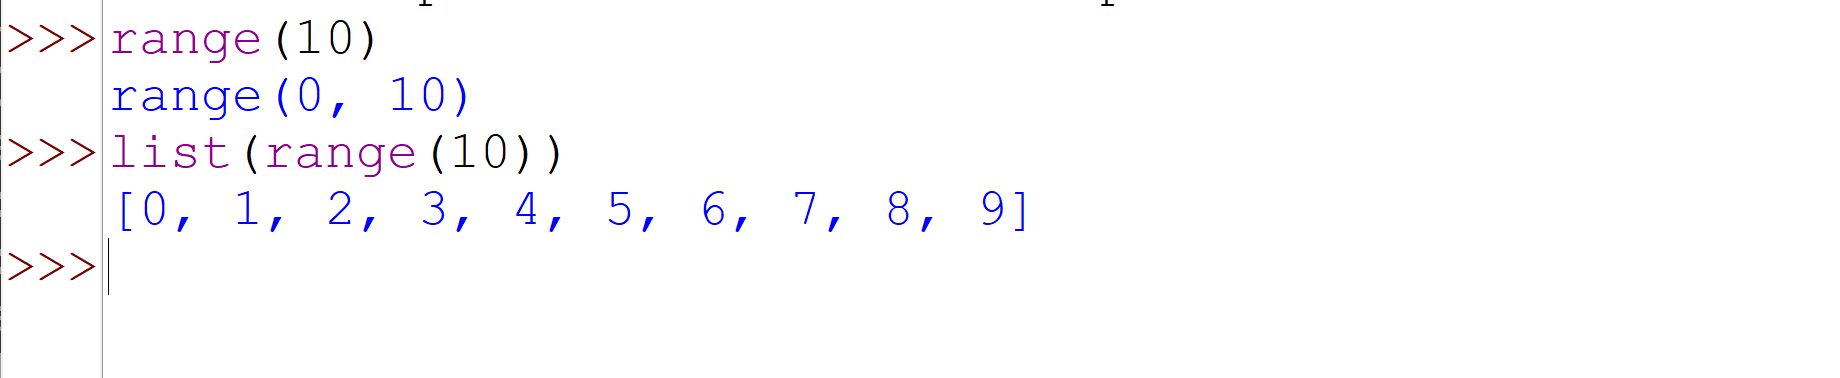 >>> range(10)
range(0, 10)
>>> list(range(10))
[0, 1, 2, 3, 4, 5, 6, 7, 8, 9]
>>>